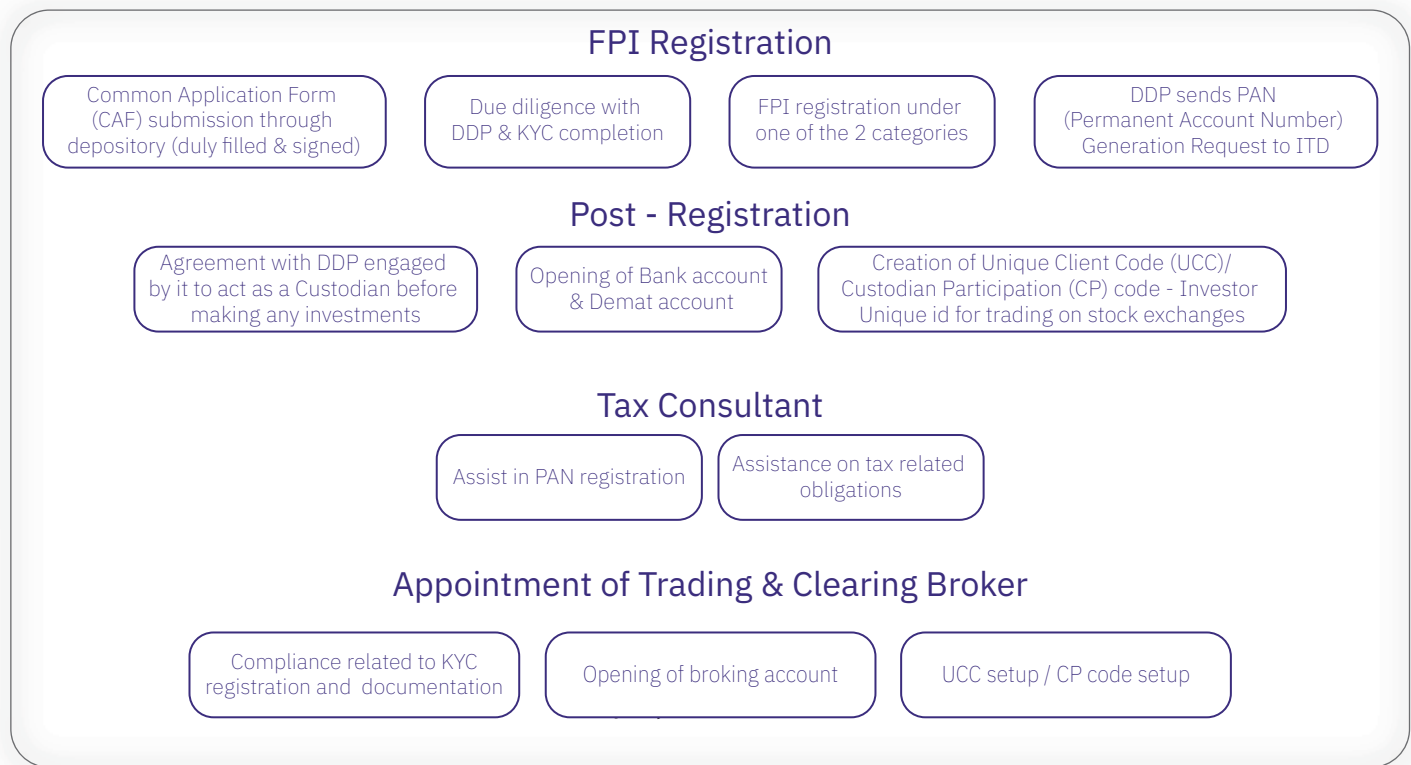 FPI Registration
Common Application Form
(CAF) submission through
depository (duly filled & signed)
Due diligence with
DDP & KYC completion
FPI registration under
one of the 2 categories
DDP sends PAN
(Permanent Account Number)
Generation Request to ITD
Post - Registration
Agreement with DDP engaged
by it to act as a Custodian before
making any investments
Opening of Bank account
& Demat account
Creation of Unique Client Code (UCC)/
Custodian Participation (CP) code - Investor
Unique id for trading on stock exchanges
Tax Consultant
Assist in PAN registration
Assistance on tax related
obligations
Appointment of Trading & Clearing Broker
Compliance related to KYC
registration and documentation
Opening of broking account
UCC setup / CP code setup